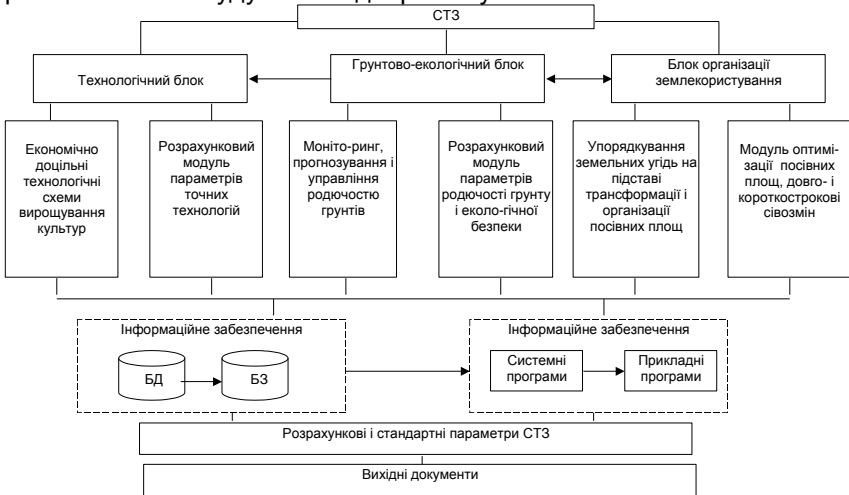 СТЗ
Технологічний блок
Грунтово-екологічний блок
Блок організації
землекористування
Економічно
доцільні
технологічні
схеми
вирощування
культур
Розрахунковий
модуль
параметрів
точних
технологій
Моніто-ринг,
прогнозування і
управління
родючостю
грунтів
Розрахунковий
модуль
параметрів
родючості грунту
і еколо-гічної
безпеки
Упорядкування
земельних угідь на
підставі
трансформації і
організації
посівних площ
Модуль оптимі-
зації посівних
площ, довго- і
короткострокові
сівозмін
Інформаційне забезпечення
БД
БЗ
Інформаційне забезпечення
Системні
програми
Прикладні
програми
Розрахункові і стандартні параметри СТЗ
Вихідні документи